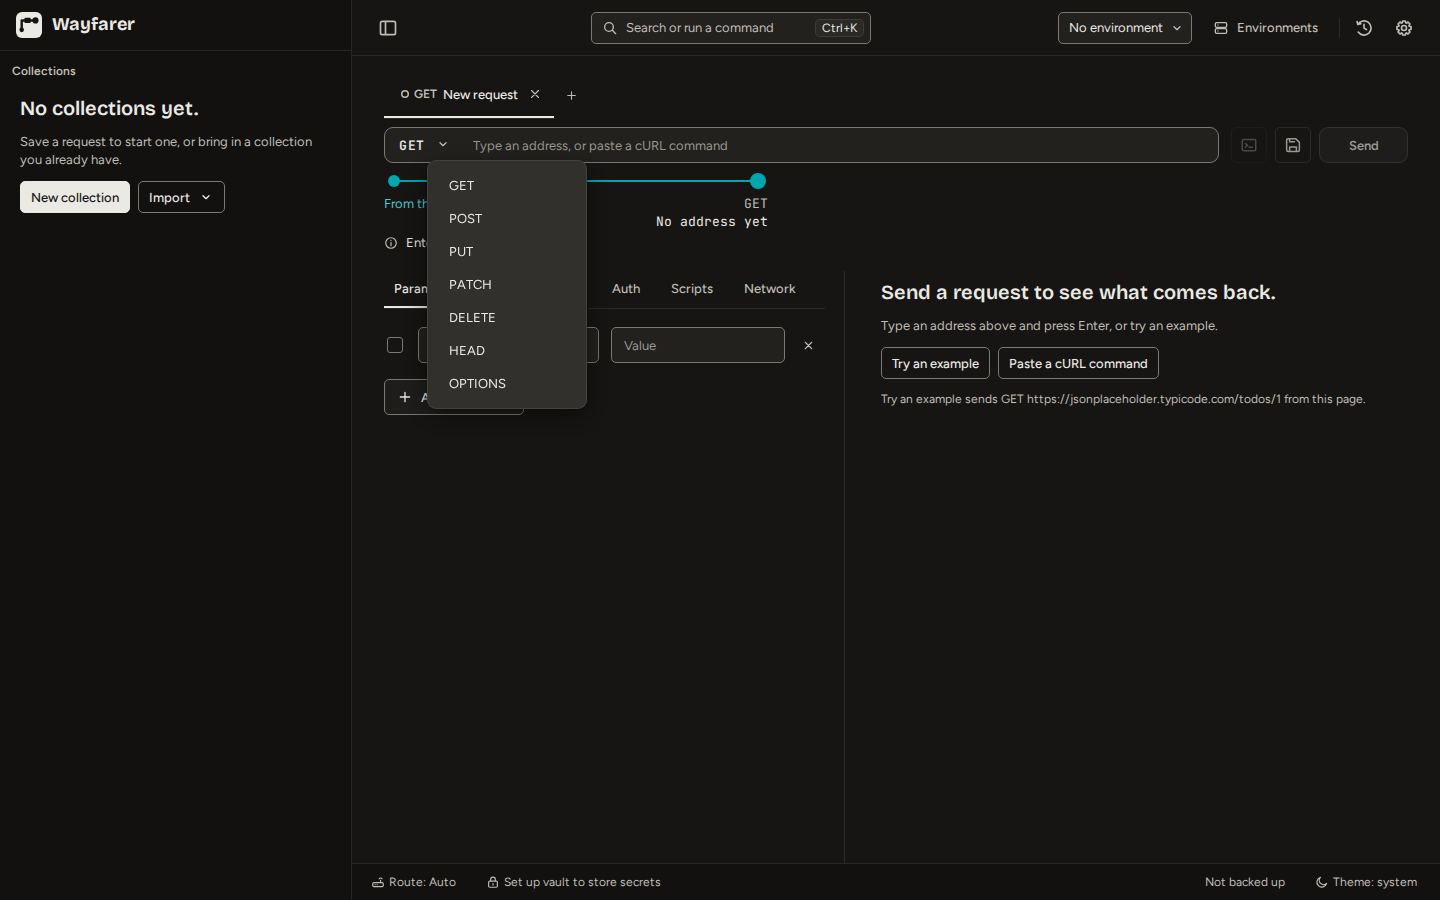 Wayfarer
Search or run a command
Ctrl+K
No environment
Environments
Collections
No collections yet.
Save a request to start one, or bring in a collection
you already have.
New collection
Import
GET New request
GET
Type an address, or paste a cURL command
Send
GET
POST
PUT
PATCH
DELETE
HEAD
OPTIONS
From
GET
No address yet
Auth
Scripts
Network
Value
Send a request to see what comes back.
Type an address above and press Enter, or try an example.
Try an example
Paste a cURL command
Try an example sends GET https://jsonplaceholder.typicode.com/todos/1 from this page.
Route: Auto
Set up vault to store secrets
Not backed up
Theme: system